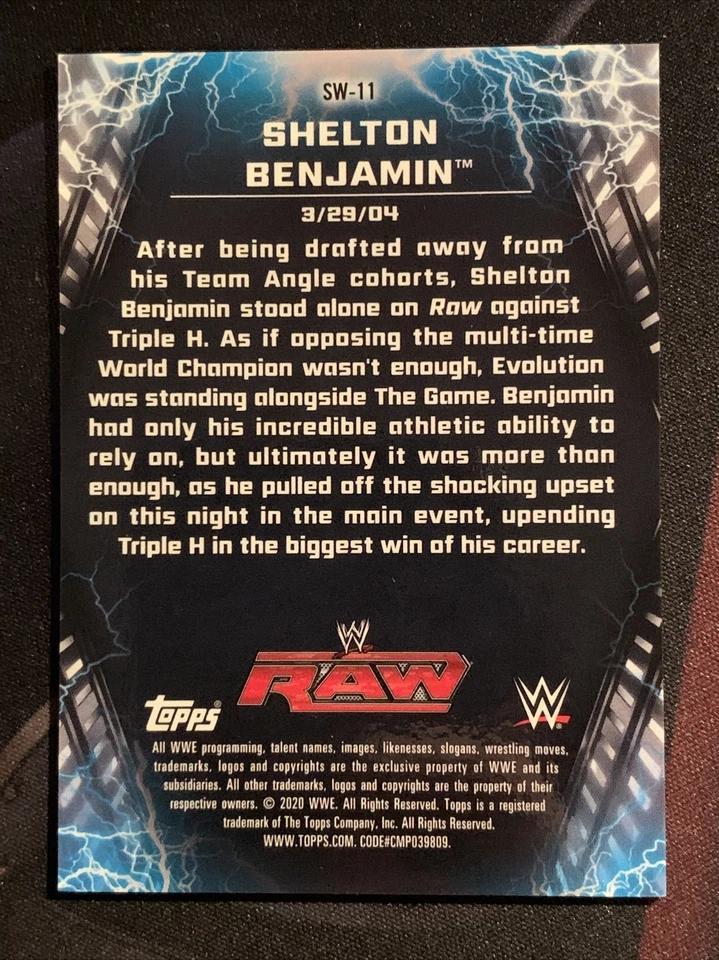 SW-11
SHELTON
BENJAMIN™
3/29/04
After being drafted away from
his Team Angle cohorts, Shelton
Benjamin stood alone on Raw against
Triple H. As if opposing the multi-time
World Champion wasn't enough, Evolution
was standing alongside The Game. Benjamin
had only his incredible athletic ability to
rely on, but ultimately it was more than
enough, as he pulled off the shocking upset
on this night in the main event, upending
Triple H in the biggest win of his career.
W
RAW
topps®
W®
All WWE programming, talent names, images, likenesses, slogans, wrestling moves,
trademarks, logos and copyrights are the exclusive property of WWE and its
subsidiaries. All other trademarks, logos and copyrights are the property of their
respective owners. © 2020 WWE. All Rights Reserved. Topps is a registered
trademark of The Topps Company, Inc. All Rights Reserved.
WWW.TOPPS.COM. CODE#CMP039809.